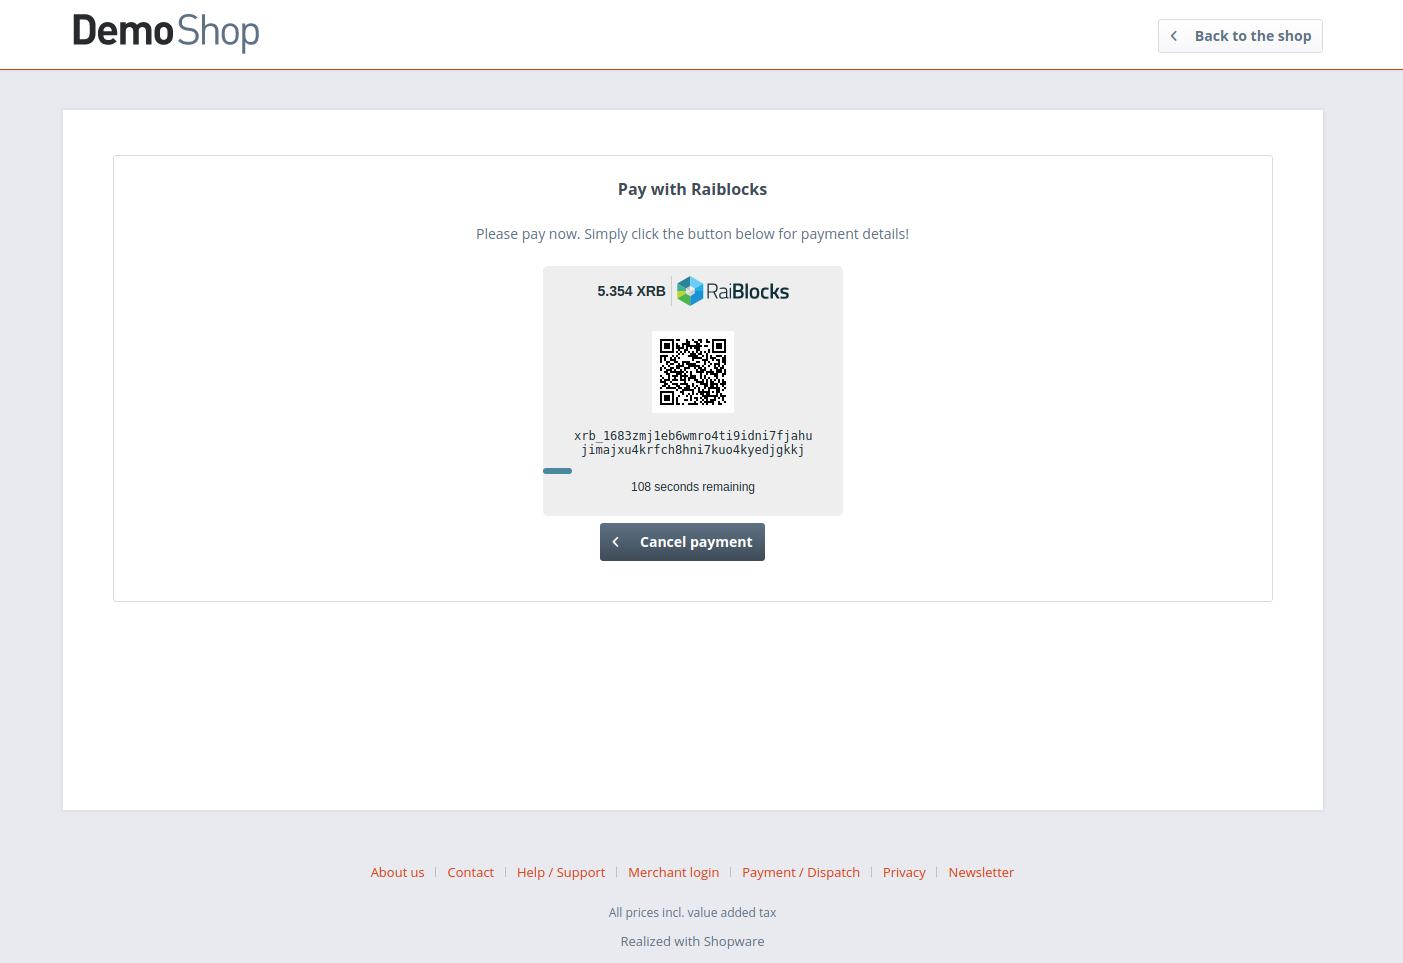 DemoShop
Back to the shop
Pay with Raiblocks
Please pay now. Simply click the button below for payment details!
5.354 XRB RaiBlocks
xrb_1683zmj1eb6wmro4ti9idni7fjahu
jimajxu4krfch8hni7kuo4kyedjgkkj
108 seconds remaining
Cancel payment
About us Contact Help / Support Merchant login Payment / Dispatch Privacy Newsletter
All prices incl. value added tax
Realized with Shopware